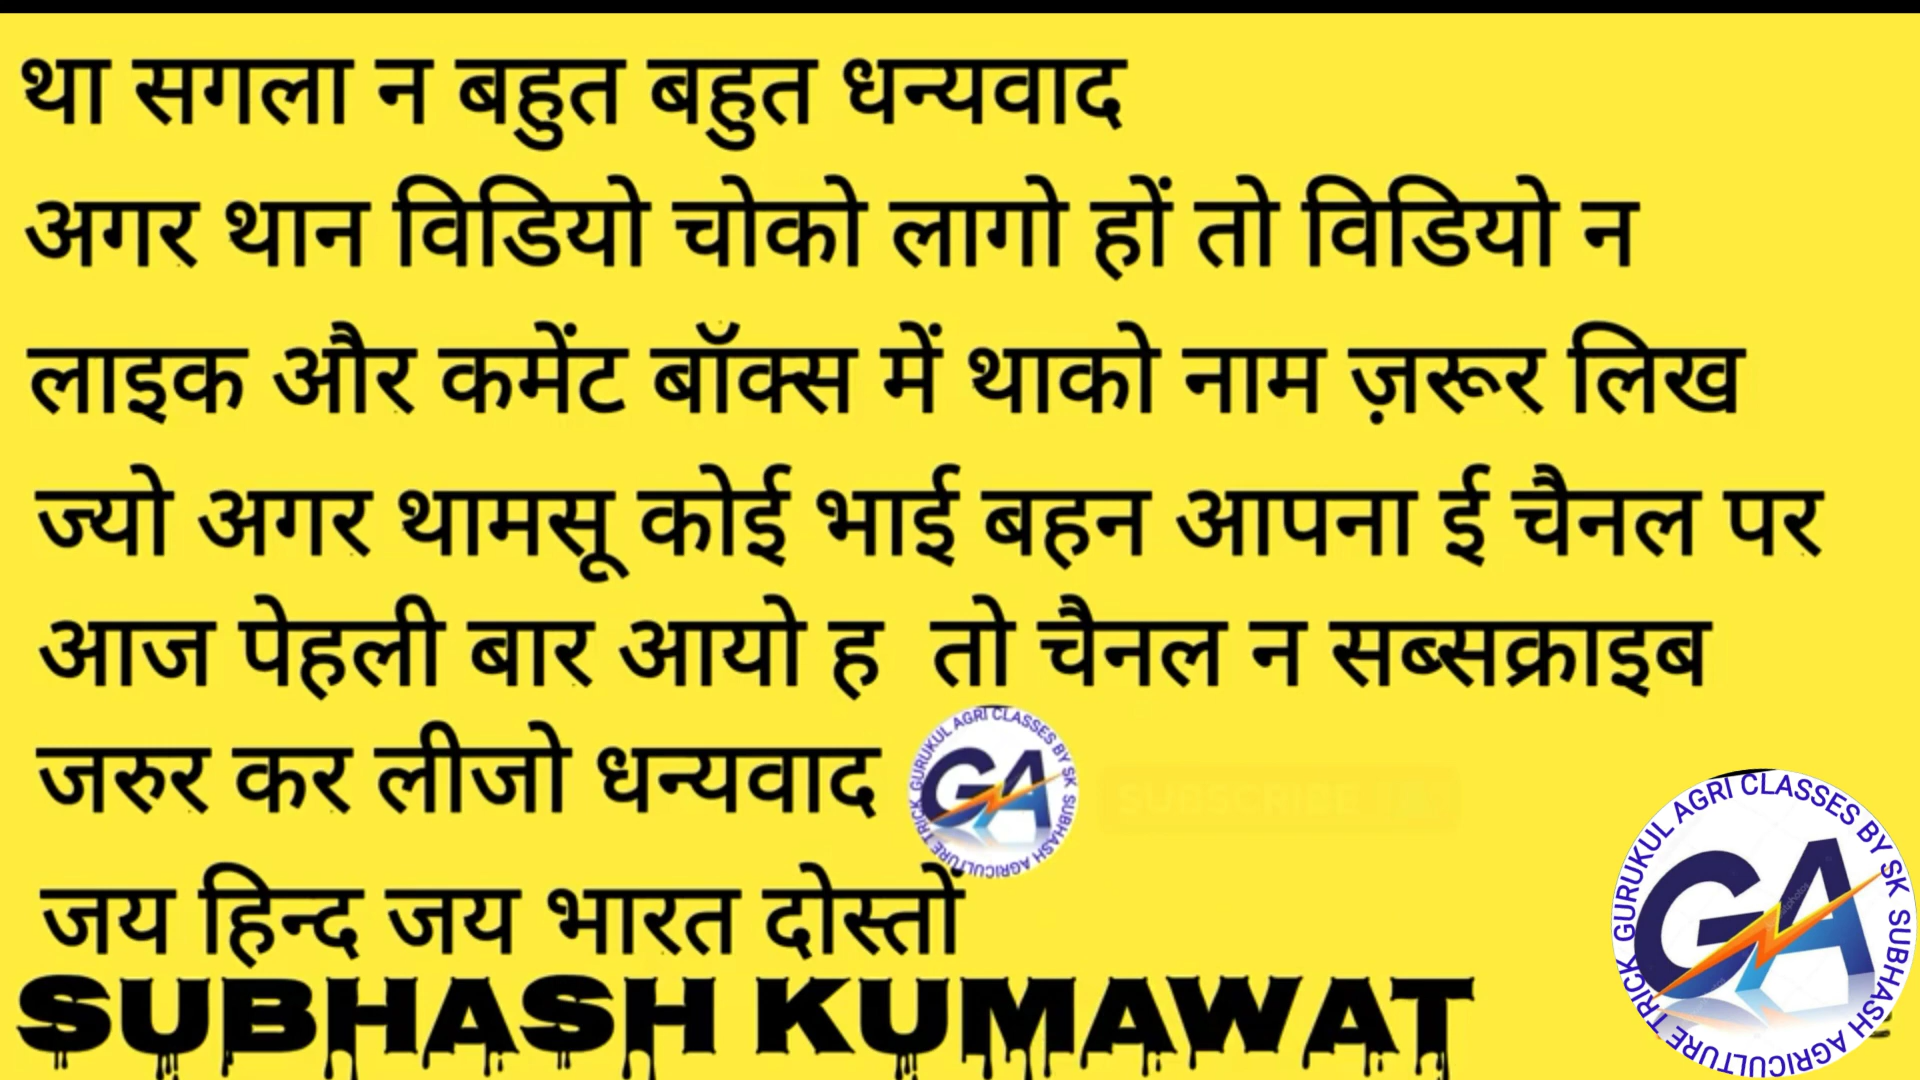 था सगला न बहुत बहुत धन्यवाद
अगर थान विडियो चोको लागो हों तो विडियो न
लाइक और कमेंट बॉक्स में थाको नाम ज़रूर लिख
ज्यो अगर थामसू कोई भाई बहन आपना ई चैनल पर
आज पेहली बार आयो ह तो चैनल न सब्सक्राइब
जरुर कर लीजो धन्यवाद
GURUKUL AGRI CLASSES BY SK SUBHASH AGRICULTURE TRICK
GA
जय हिन्द जय भारत दोस्तों
SUBHASH KUMAWAT
GURUKUL AGRI CLASSES BY SK SUBHASH AGRICULTURE TRICK
GA